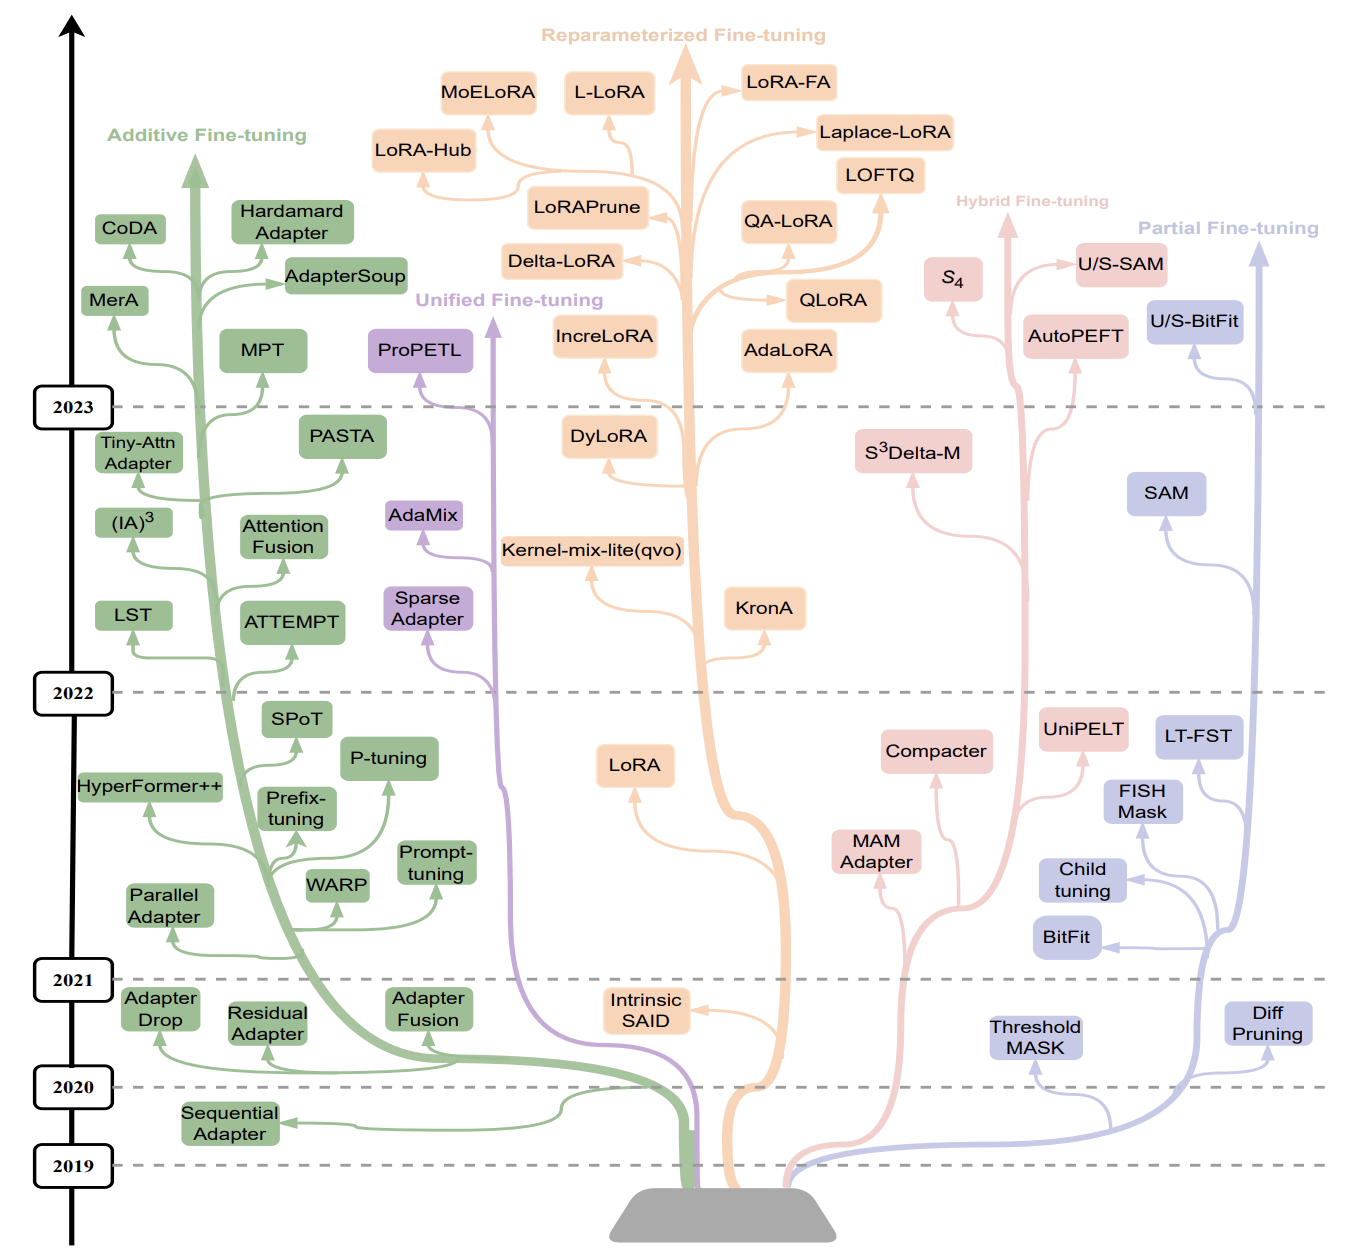 Reparameterized Fine-tuning
MoELoRA
L-LoRA
LoRA-FA
Additive Fine-tuning
LoRA-Hub
Laplace-LoRA
LOFTQ
Hybrid Fine-tuning
CoDA
Hardamard
Adapter
LoRAPrune
QA-LoRA
Partial Fine-tuning
AdapterSoup
Delta-LoRA
S4
U/S-SAM
MerA
Unified Fine-tuning
QLoRA
U/S-BitFit
MPT
ProPETL
IncreLoRA
AdaLoRA
AutoPEFT
2023
Tiny-Attn
Adapter
PASTA
DyLoRA
S3Delta-M
SAM
(IA)3
Attention
Fusion
AdaMix
Kernel-mix-lite(qvo)
LST
ATTEMPT
Sparse
Adapter
KronA
2022
SPoT
P-tuning
LoRA
Compacter
UniPELT
LT-FST
HyperFormer++
Prefix-
tuning
FISH
Mask
WARP
Prompt-
tuning
MAM
Adapter
Child
tuning
Parallel
Adapter
BitFit
2021
Adapter
Drop
Residual
Adapter
Adapter
Fusion
Intrinsic
SAID
Threshold
MASK
Diff
Pruning
2020
Sequential
Adapter
2019